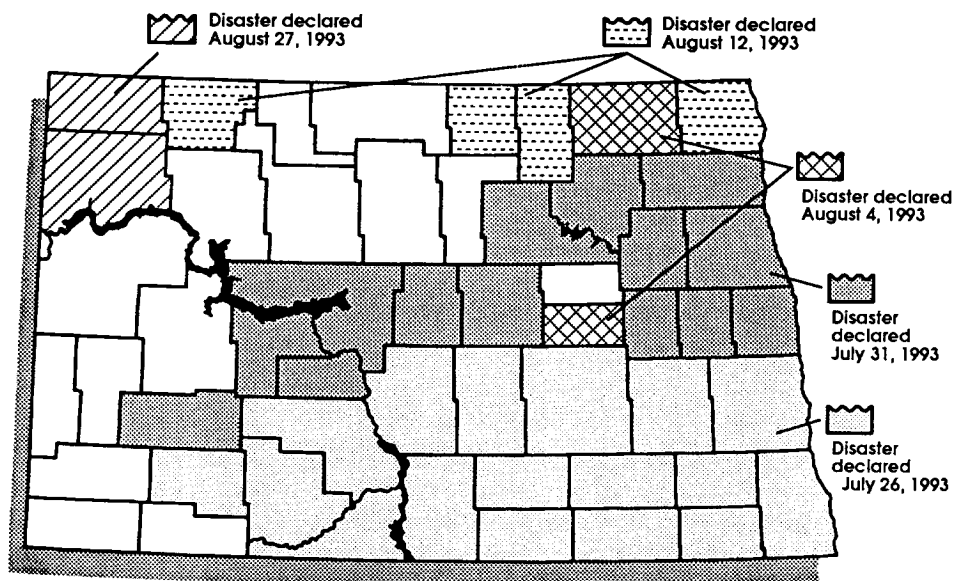 Disaster declared
August 27, 1993
Disaster declared
August 12, 1993
Disaster declared
August 4, 1993
Disaster
declared
July 31, 1993
Disaster
declared
July 26, 1993